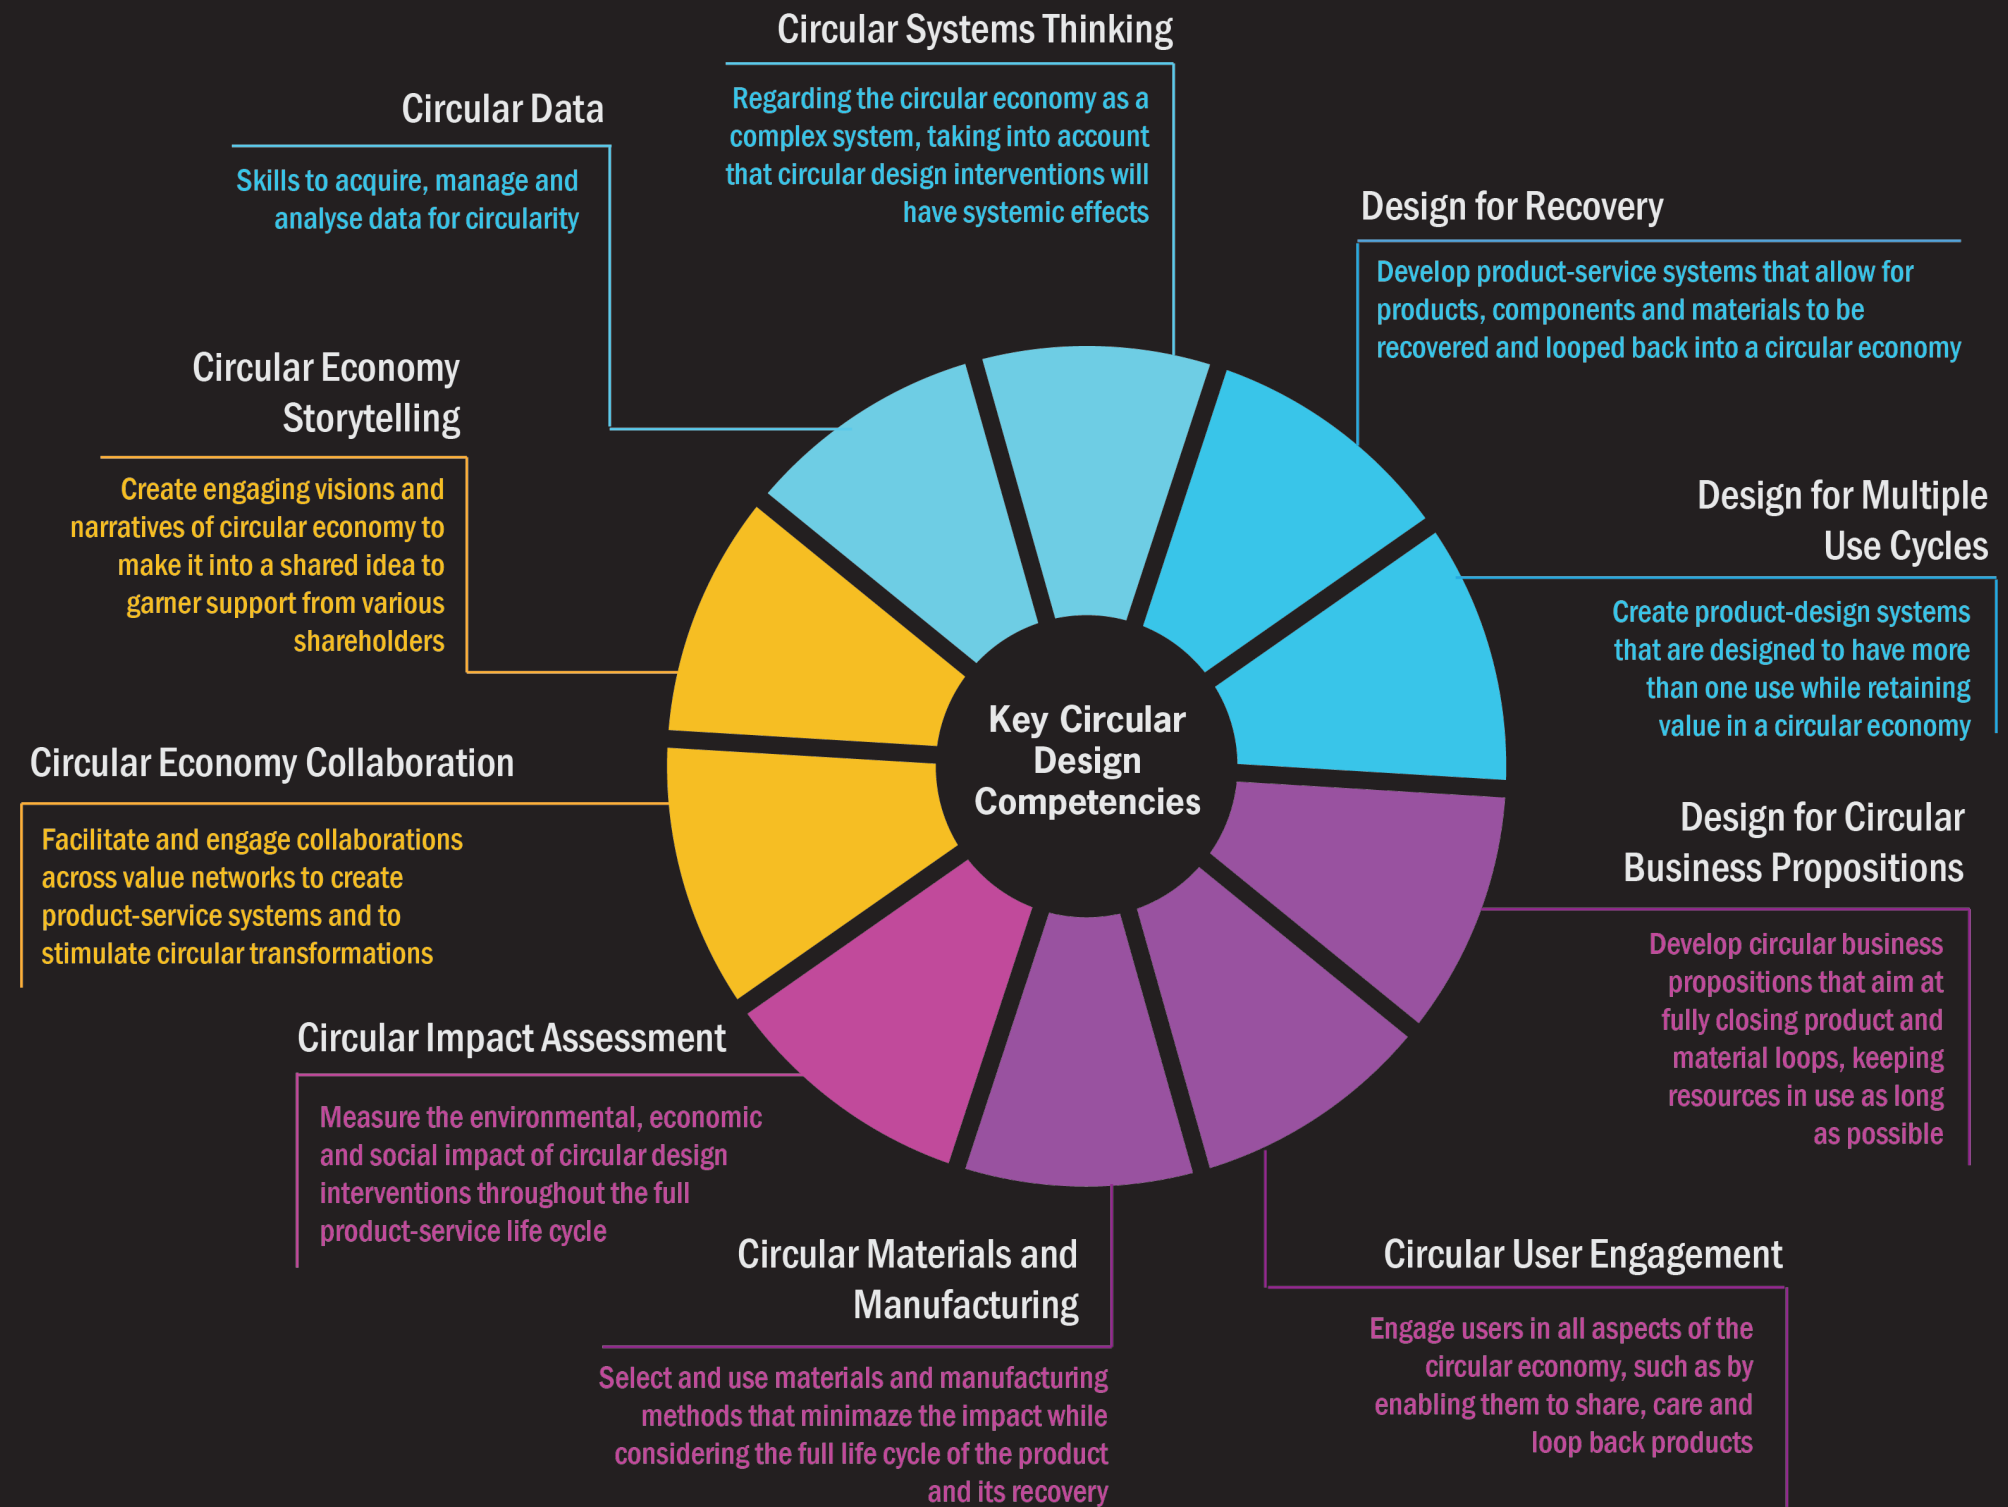 Circular Systems Thinking
Regarding the circular economy as a
complex system, taking into account
that circular design interventions will
have systemic effects
Circular Data
Skills to acquire, manage and
analyse data for circularity
Design for Recovery
Develop product-service systems that allow for
products, components and materials to be
recovered and looped back into a circular economy
Circular Economy
Storytelling
Create engaging visions and
narratives of circular economy to
make it into a shared idea to
garner support from various
shareholders
Design for Multiple
Use Cycles
Create product-design systems
that are designed to have more
than one use while retaining
value in a circular economy
Key Circular
Design
Competencies
Circular Economy Collaboration
Facilitate and engage collaborations
across value networks to create
product-service systems and to
stimulate circular transformations
Design for Circular
Business Propositions
Develop circular business
propositions that aim at
fully closing product and
material loops, keeping
resources in use as long
as possible
Circular Impact Assessment
Measure the environmental, economic
and social impact of circular design
interventions throughout the full
product-service life cycle
Circular Materials and
Manufacturing
Select and use materials and manufacturing
methods that minimaze the impact while
considering the full life cycle of the product
and its recovery
Circular User Engagement
Engage users in all aspects of the
circular economy, such as by
enabling them to share, care and
loop back products